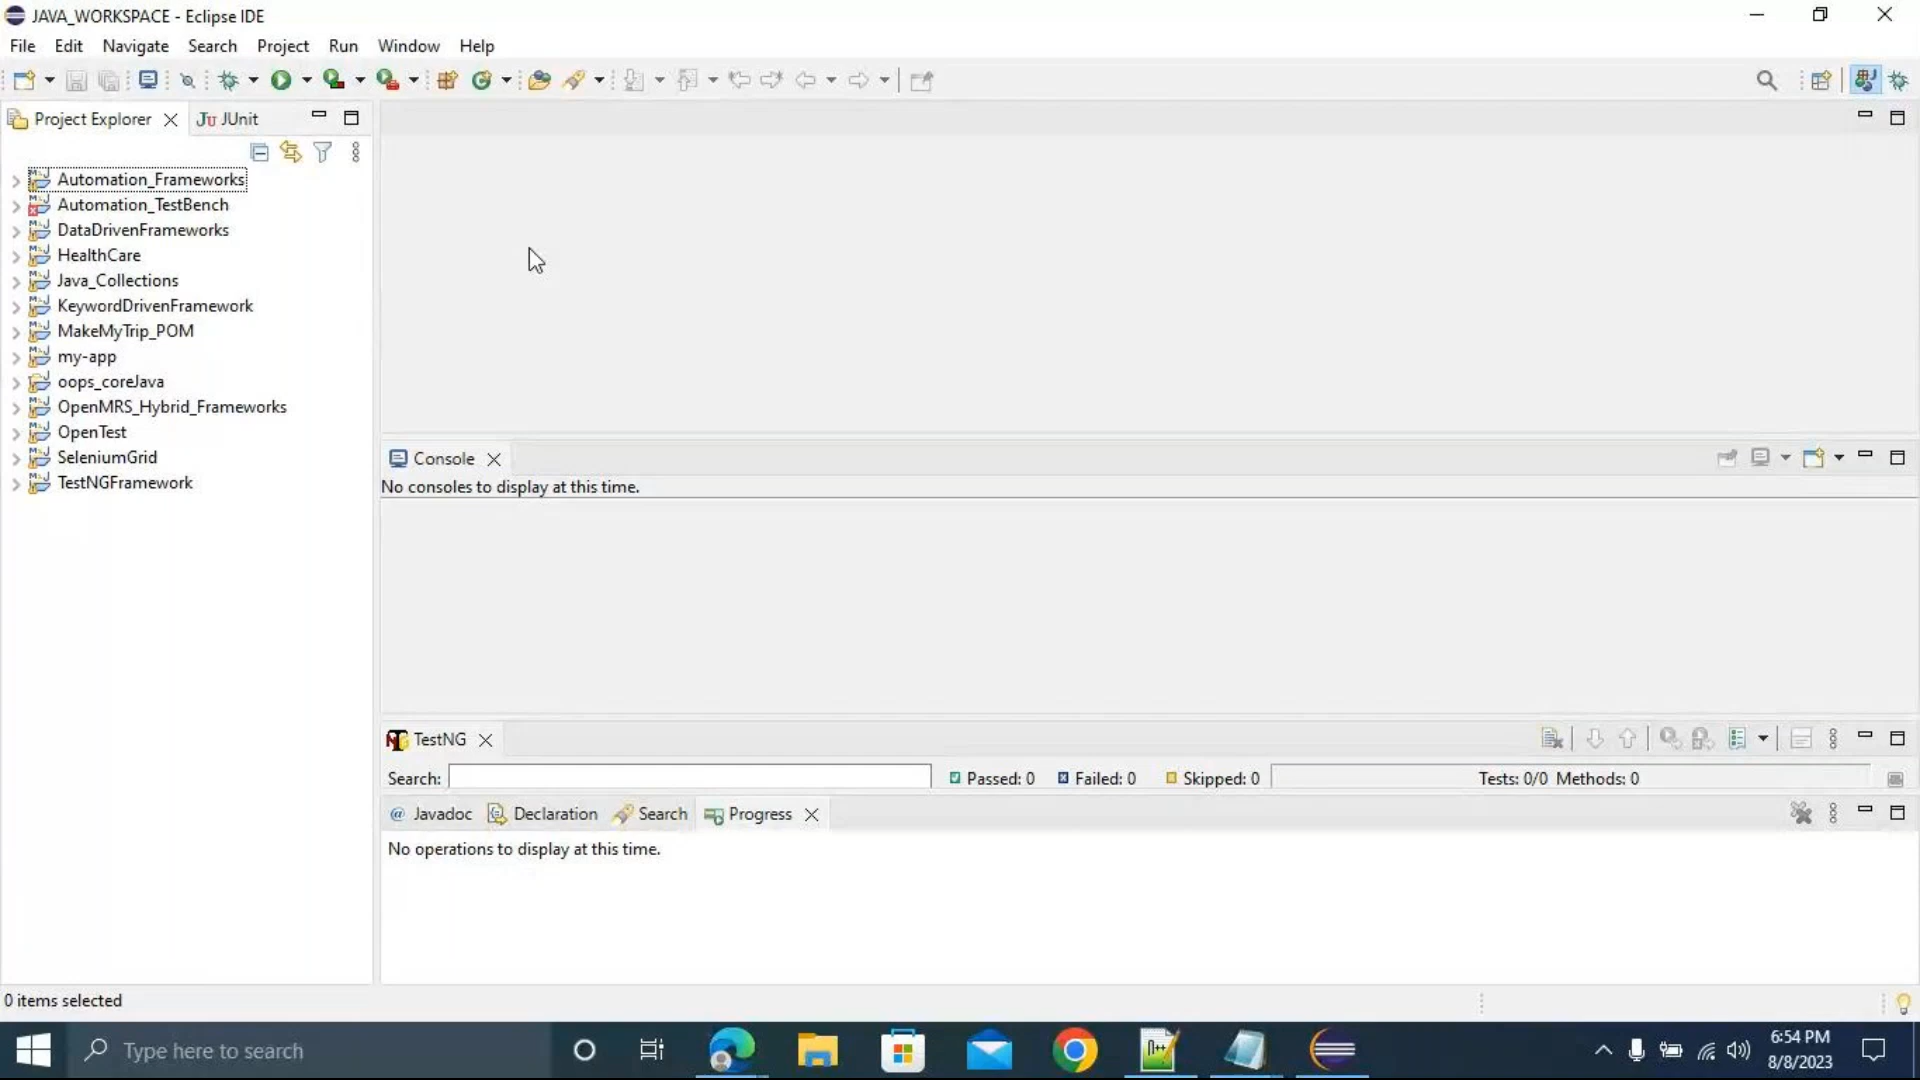 JAVA_WORKSPACE - Eclipse IDE
File Edit Navigate Search Project Run Window Help
Project Explorer
JUnit
Automation_Frameworks
Automation_TestBench
DataDrivenFrameworks
HealthCare
Java_Collections
KeywordDrivenFramework
MakeMyTrip_POM
my-app
oops_coreJava
OpenMRS_Hybrid_Frameworks
OpenTest
SeleniumGrid
TestNGFramework
Console
No consoles to display at this time.
TestNG
Search: Passed: 0 Failed: 0 Skipped: 0 Tests: 0/0 Methods: 0
@ Javadoc Declaration Search Progress
No operations to display at this time.
0 items selected
Type here to search
6:54 PM
8/8/2023